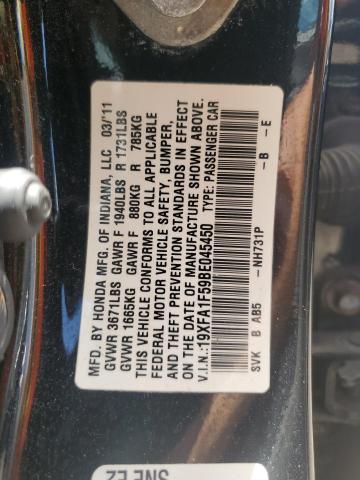 MFD. BY HONDA MFG. OF INDIANA, LLC 03/'11
GVWR 3671LBS GAWR F 1940LBS R 1731LBS
GVWR 1665KG GAWR F 880KG R 785KG
THIS VEHICLE CONFORMS TO ALL APPLICABLE
FEDERAL MOTOR VEHICLE SAFETY, BUMPER,
AND THEFT PREVENTION STANDARDS IN EFFECT
ON THE DATE OF MANUFACTURE SHOWN ABOVE.
V.I.N.: 19XFA1F59BE045450 TYPE: PASSENGER CAR
SVK B AB5 -NH731P -B -E